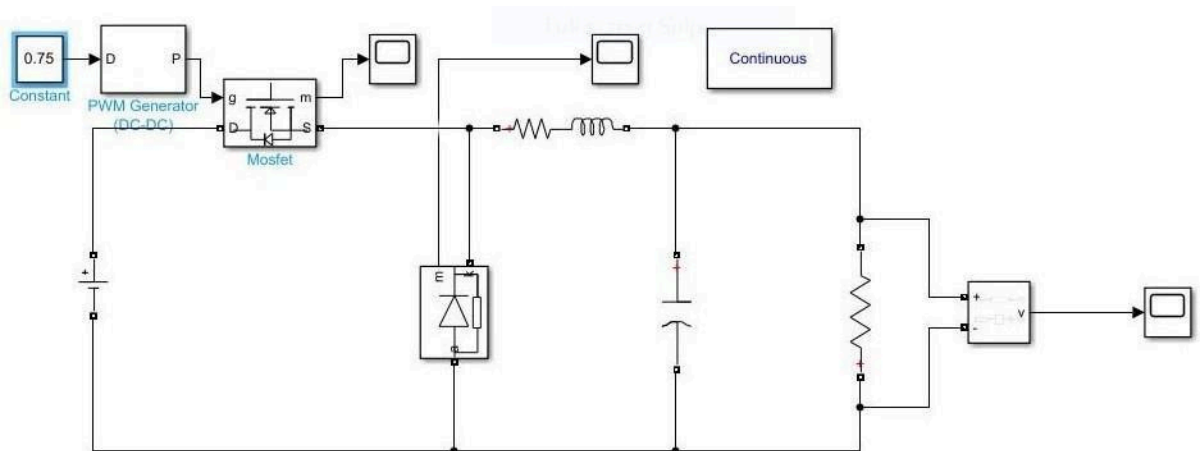 0.75
Constant
D
P
PWM Generator
(DC-DC)
g
m
D
S
Mosfet
Continuous
m
k
a
+
-
v